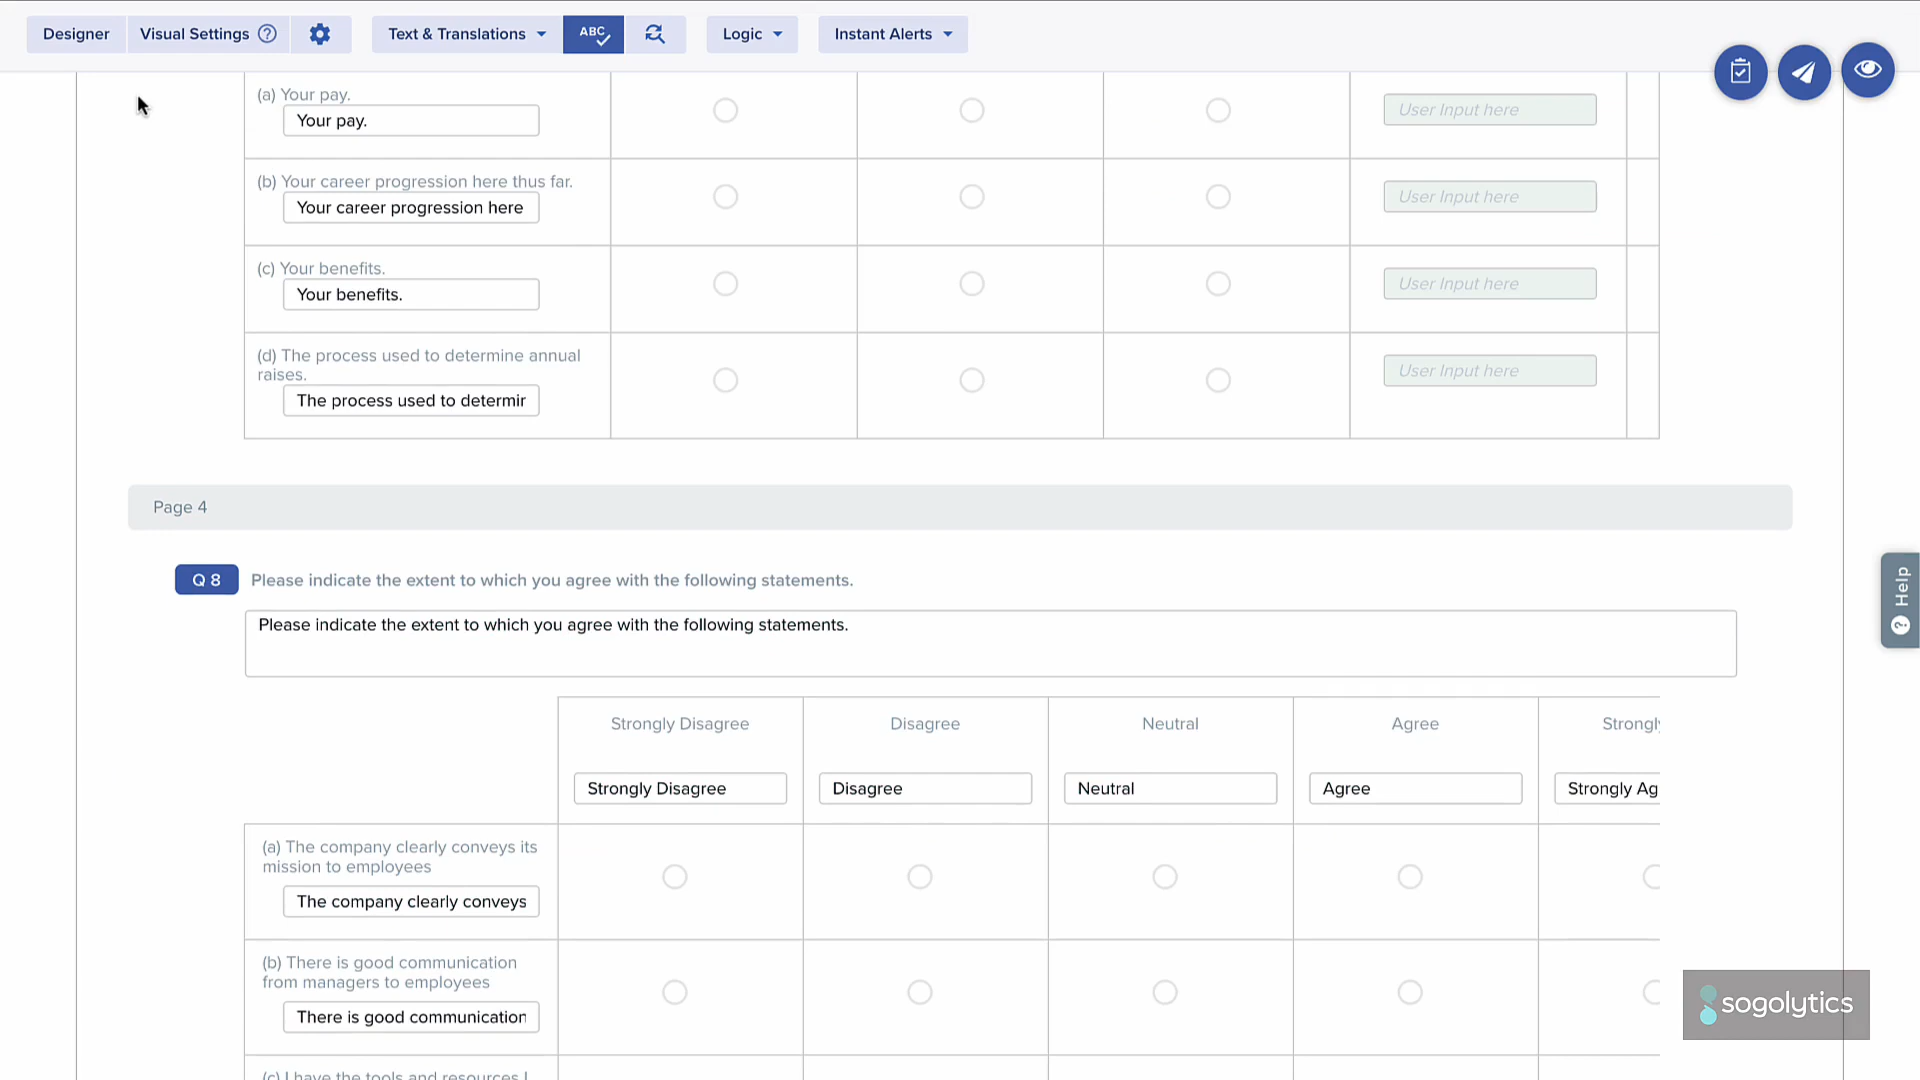 Designer
Visual Settings
Text & Translations
ABC
Logic
Instant Alerts
(a) Your pay.
Your pay.
User Input here
(b) Your career progression here thus far.
Your career progression here
User Input here
(c) Your benefits.
Your benefits.
User Input here
(d) The process used to determine annual
raises.
The process used to determir
User Input here
Page 4
Q 8
Please indicate the extent to which you agree with the following statements.
Please indicate the extent to which you agree with the following statements.
Help
Strongly Disagree
Disagree
Neutral
Agree
Strongly
Strongly Disagree
Disagree
Neutral
Agree
Strongly Ag
(a) The company clearly conveys its
mission to employees
The company clearly conveys
(b) There is good communication
from managers to employees
There is good communication
sogolytics
(c) I have the tools and resources I